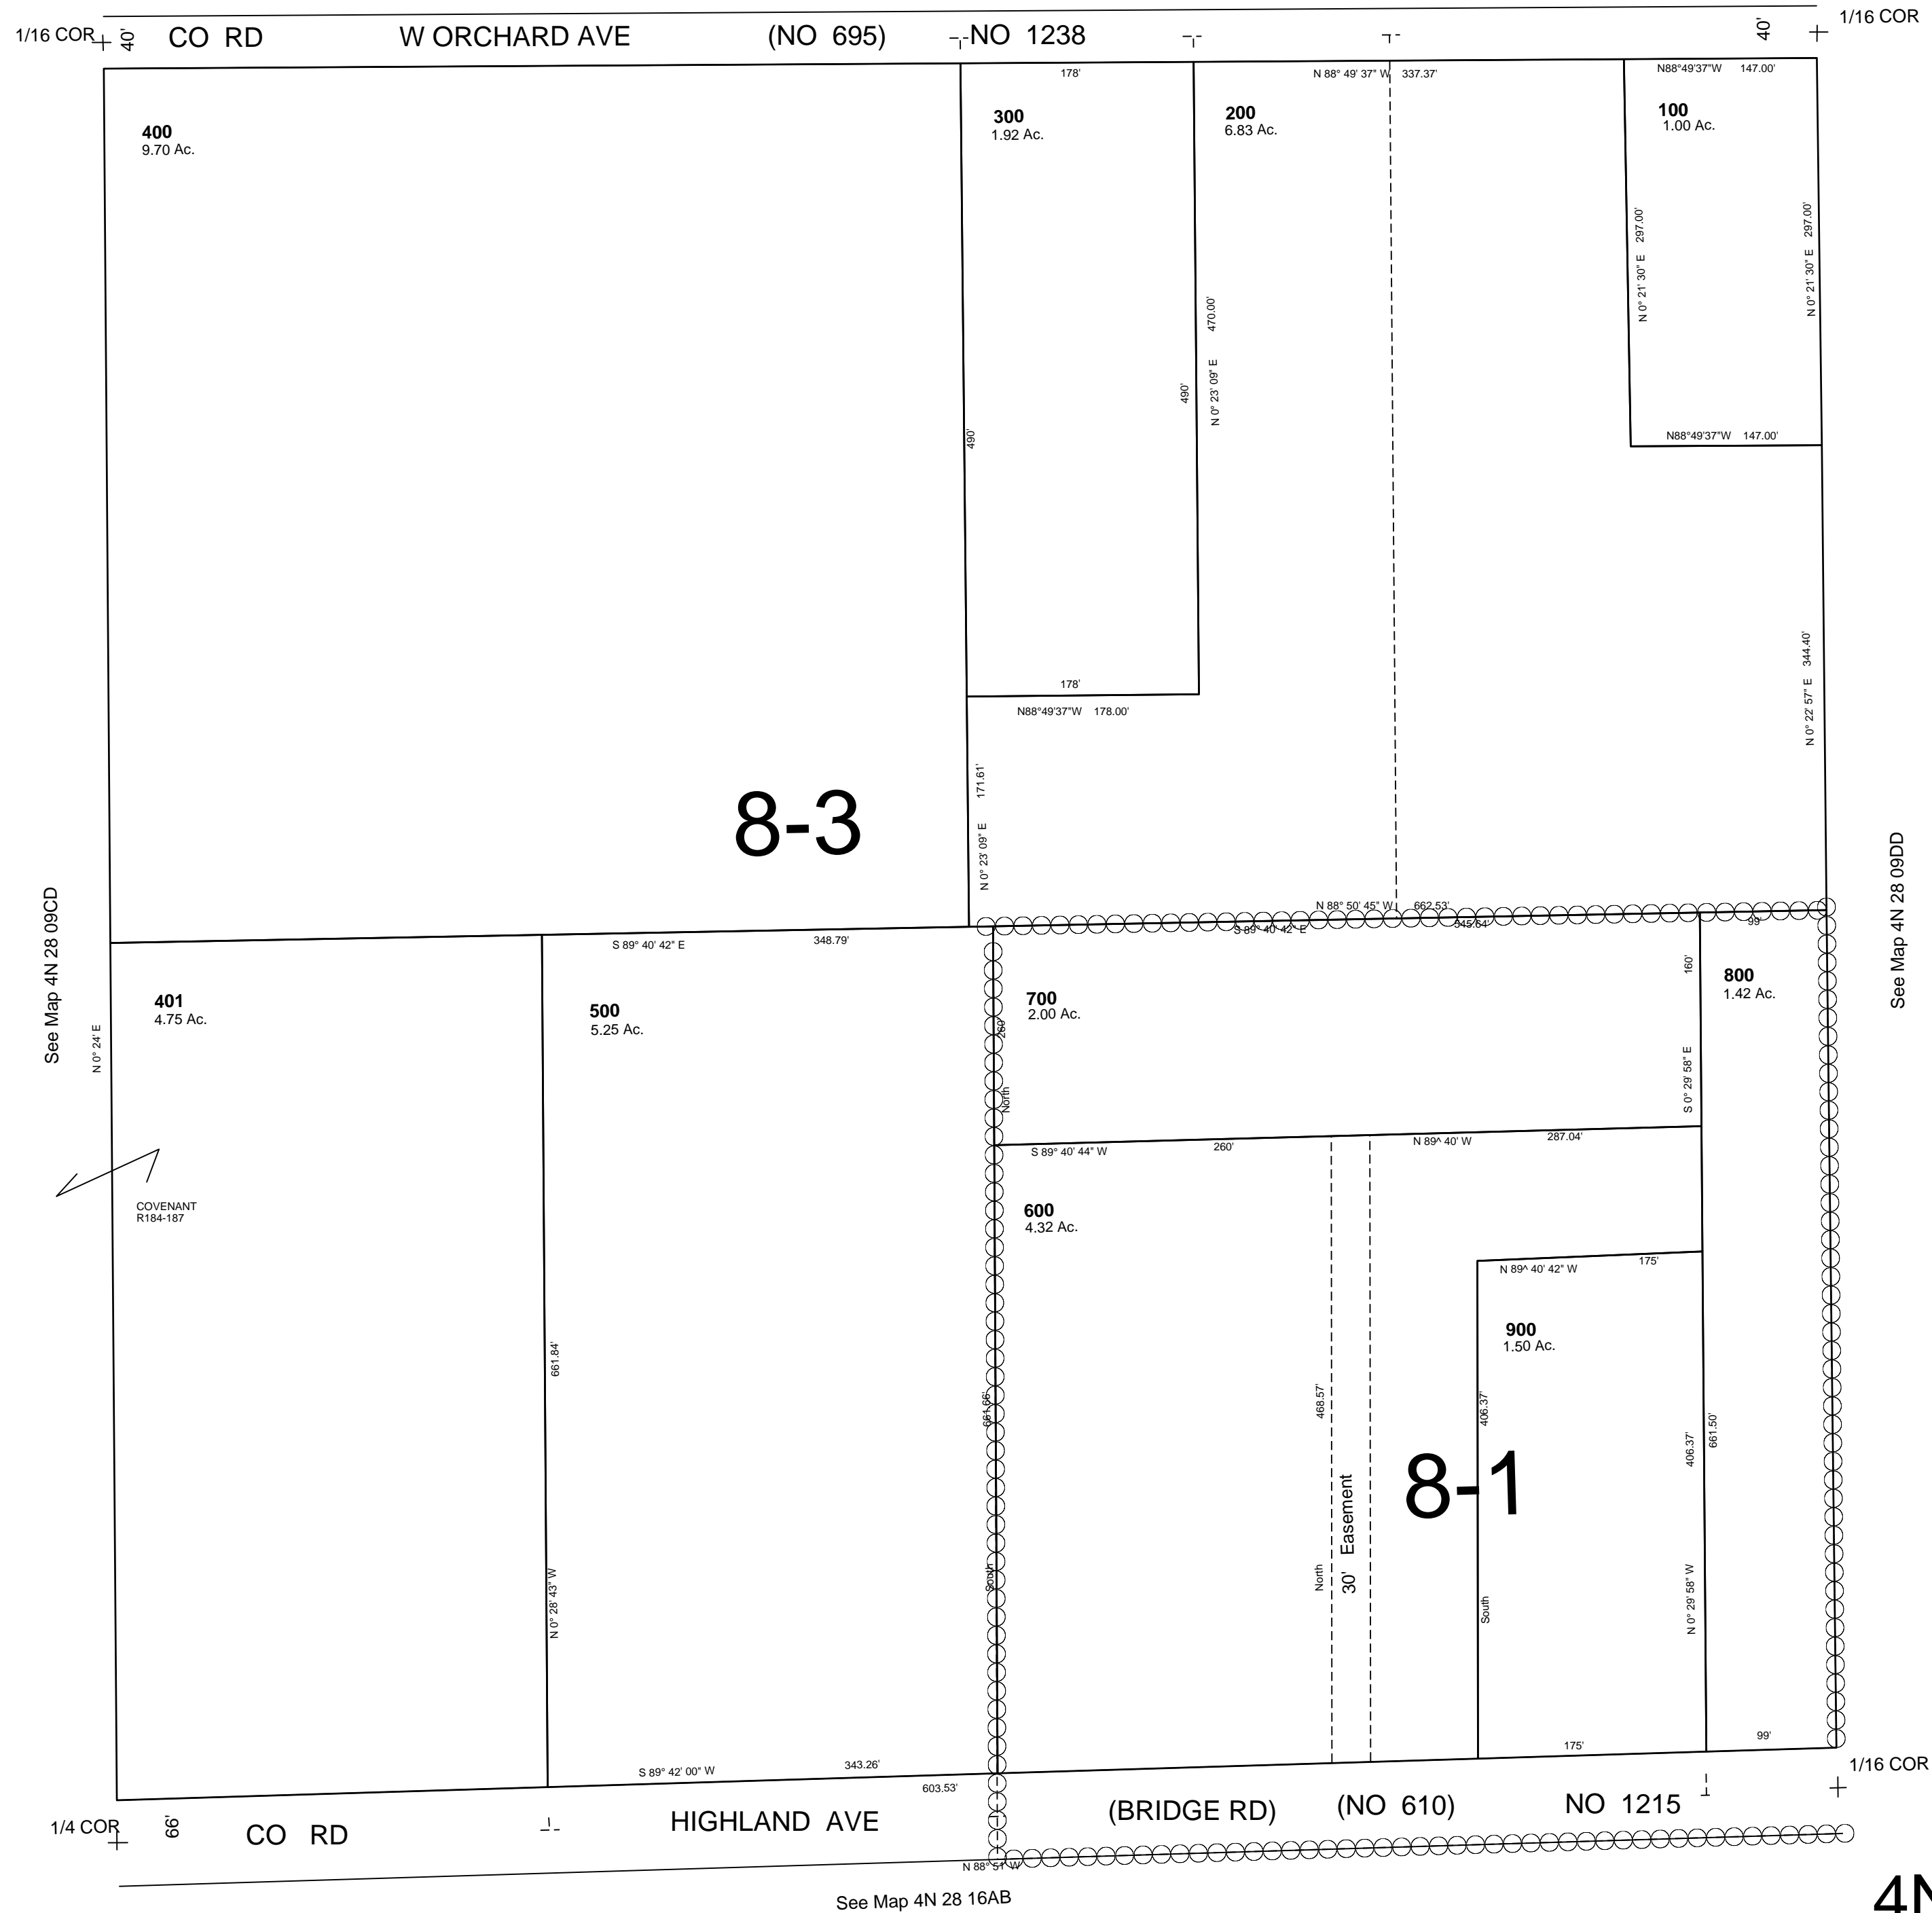 1/16 COR
40'
CO RD W ORCHARD AVE (NO 695) NO 1238
40'
1/16 COR
178'
N 88° 49' 37" W 337.37'
N88°49'37"W 147.00'
400
9.70 Ac.
300
1.92 Ac.
200
6.83 Ac.
100
1.00 Ac.
N 0° 21' 30" E 297.00'
N 0° 21' 30" E 297.00'
490'
490'
N 0° 23' 09" E 470.00'
N88°49'37"W 147.00'
178'
N88°49'37"W 178.00'
N 0° 22' 57" E 344.40'
8-3
N 0° 23' 09" E 171.61'
N 88° 50' 45" W 662.53'
See Map 4N 28 09CD
See Map 4N 28 09DD
S 89° 40' 42" E 348.79'
S 89° 40' 42" E 545.64'
99'
401
4.75 Ac.
500
5.25 Ac.
700
2.00 Ac.
800
1.42 Ac.
N 0° 24' E
North 260'
S 0° 29' 58" E 160'
S 89° 40' 44" W 260'
N 89^ 40' W 287.04'
COVENANT
R184-187
600
4.32 Ac.
N 89^ 40' 42" W 175'
900
1.50 Ac.
N 0° 28' 43" W 661.84'
South 661.66'
North 468.57'
30' Easement
8-1
South 406.37'
N 0° 29' 58" W 406.37'
661.50'
S 89° 42' 00" W 343.26'
603.53'
175'
99'
1/16 COR
1/4 COR
66'
CO RD HIGHLAND AVE (BRIDGE RD) (NO 610) NO 1215
N 88° 51' W
See Map 4N 28 16AB
4N